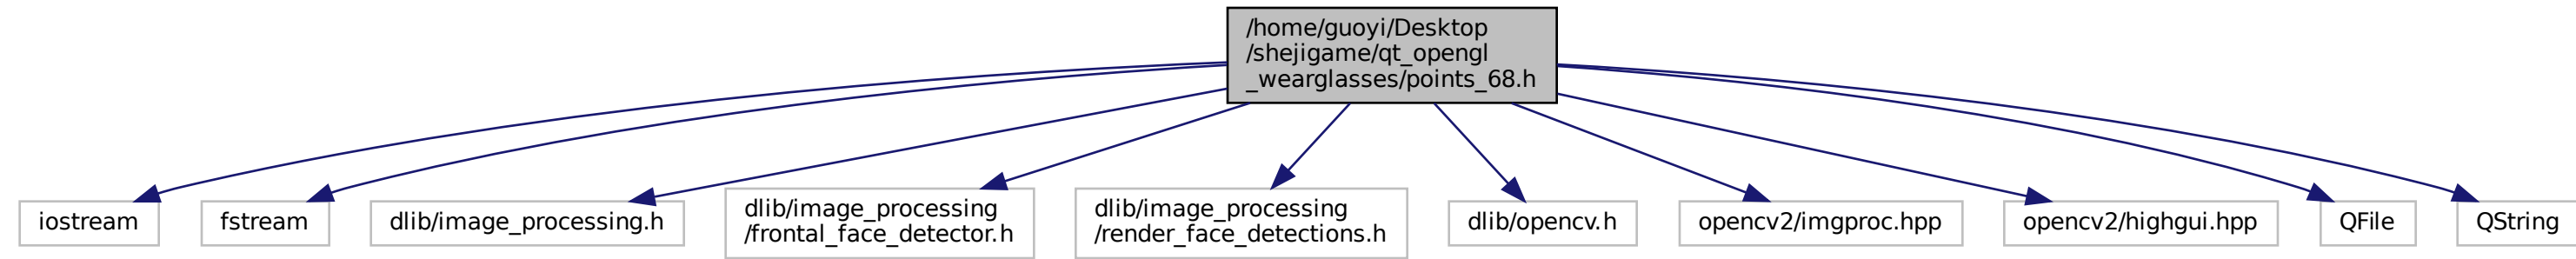 /home/guoyi/Desktop
/shejigame/qt_opengl
_wearglasses/points_68.h
iostream
fstream
dlib/image_processing.h
dlib/image_processing
/frontal_face_detector.h
dlib/image_processing
/render_face_detections.h
dlib/opencv.h
opencv2/imgproc.hpp
opencv2/highgui.hpp
QFile
QString